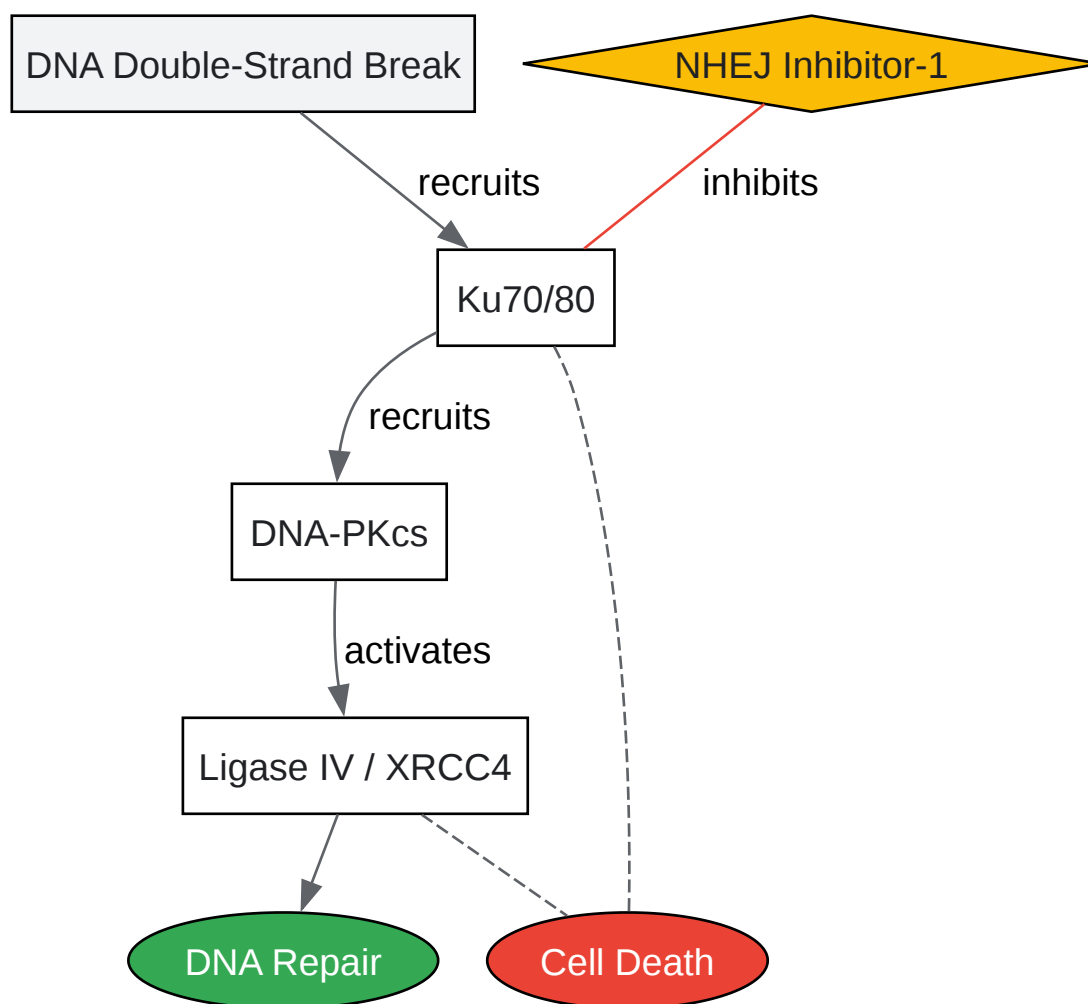 DNA Double-Strand Break
NHEJ Inhibitor-1
recruits
inhibits
Ku70/80
recruits
DNA-PKcs
activates
Ligase IV / XRCC4
DNA Repair
Cell Death